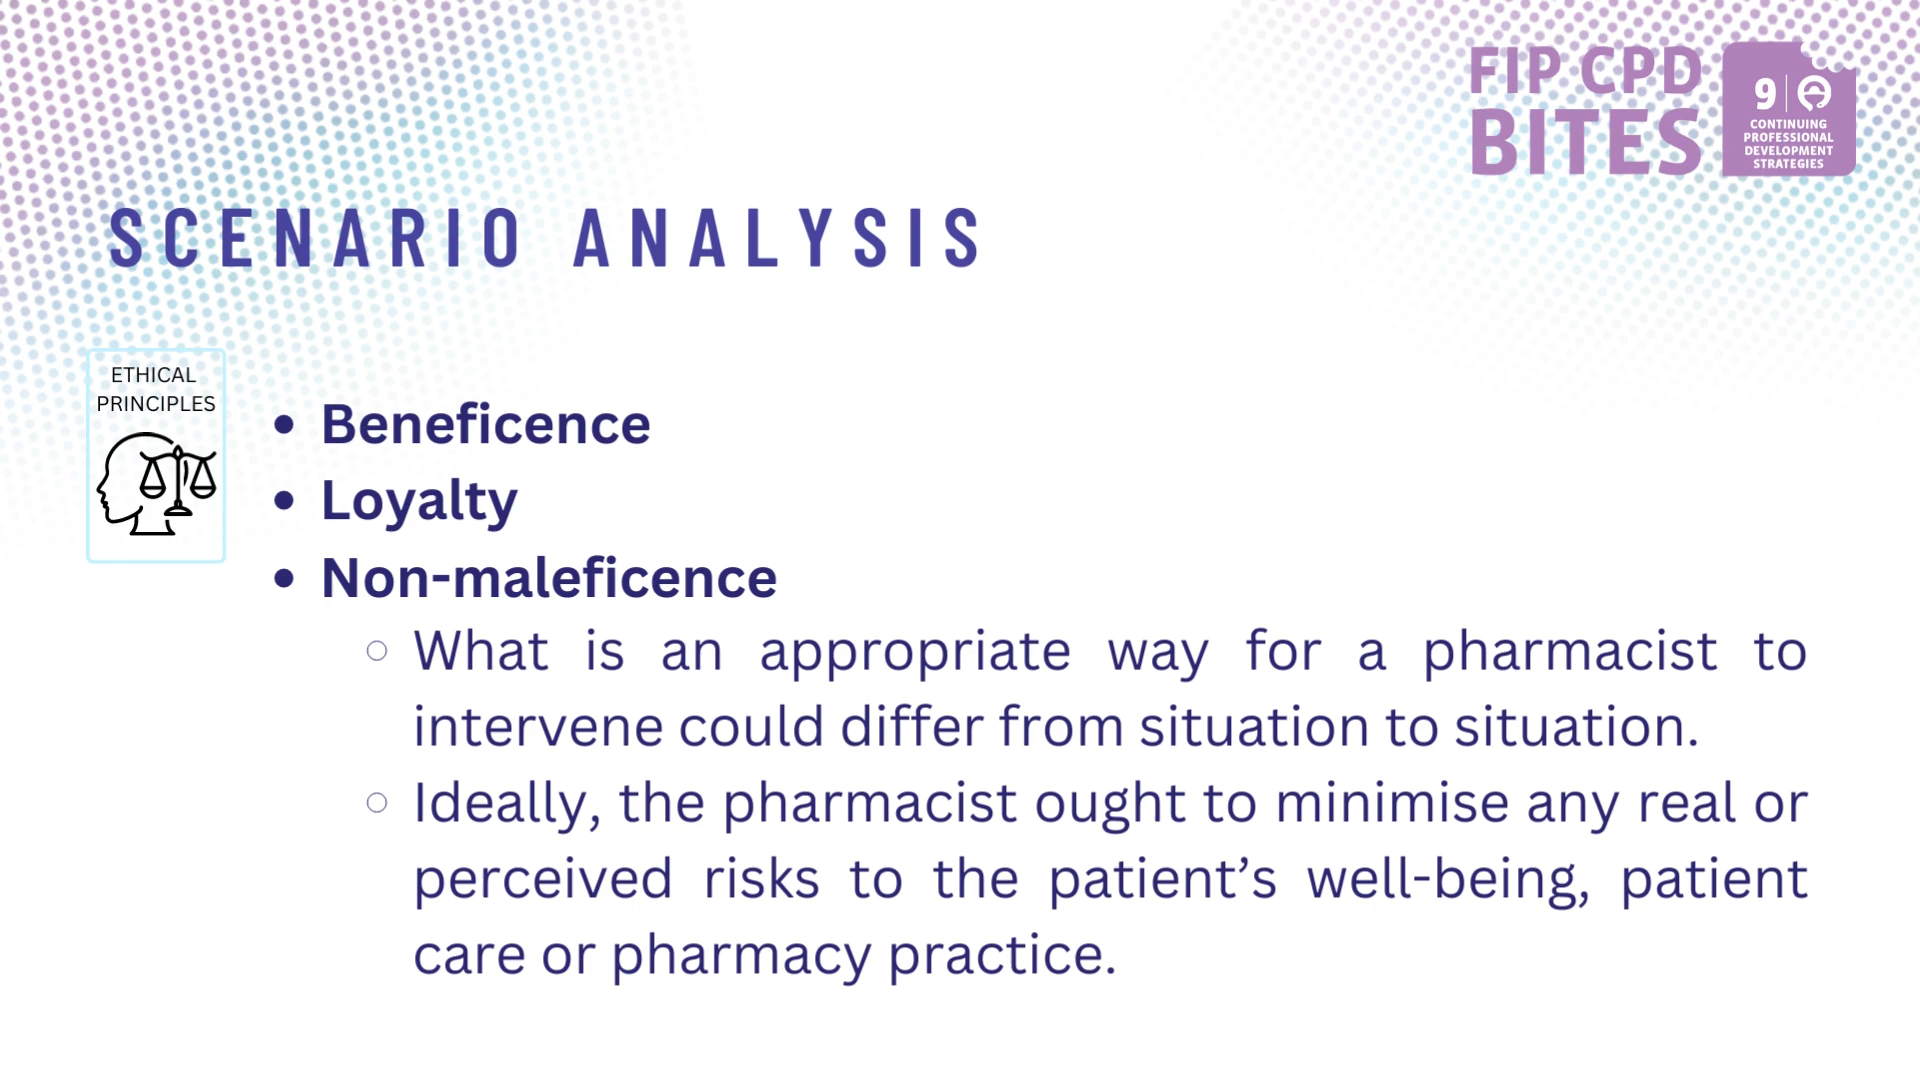 FIP CPD
BITES
9
CONTINUING
PROFESSIONAL
DEVELOPMENT
STRATEGIES
SCENARIO ANALYSIS
ETHICAL
PRINCIPLES
• Beneficence
• Loyalty
• Non-maleficence
○ What is an appropriate way for a pharmacist to
intervene could differ from situation to situation.
○ Ideally, the pharmacist ought to minimise any real or
perceived risks to the patient’s well-being, patient
care or pharmacy practice.